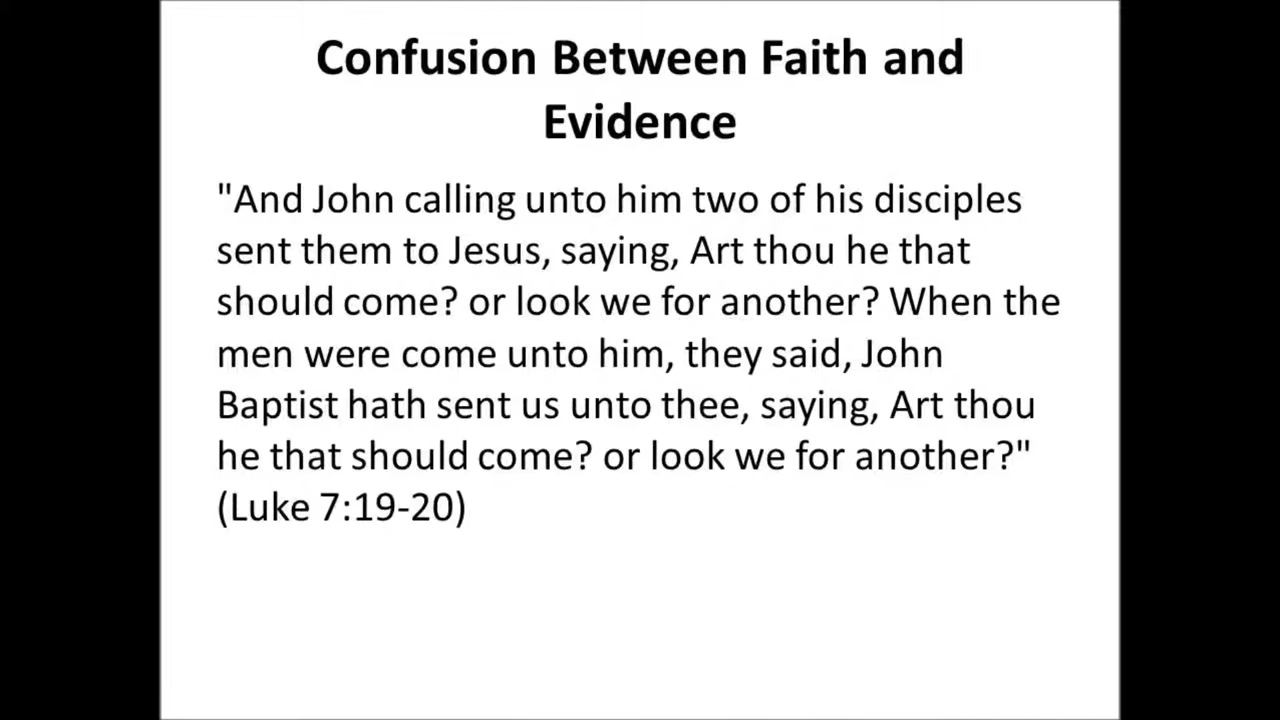 Confusion Between Faith and
Evidence
"And John calling unto him two of his disciples
sent them to Jesus, saying, Art thou he that
should come? or look we for another? When the
men were come unto him, they said, John
Baptist hath sent us unto thee, saying, Art thou
he that should come? or look we for another?"
(Luke 7:19-20)